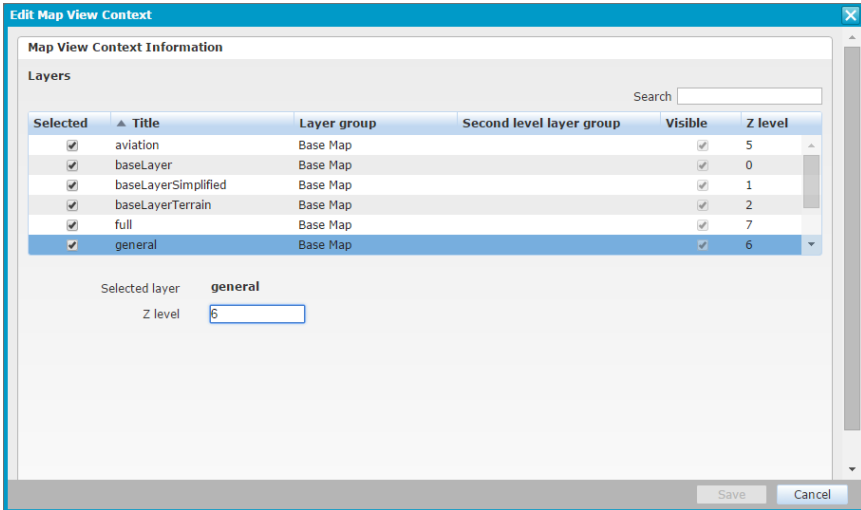 Edit Map View Context
Map View Context Information
Layers
Search
Selected Title Layer group Second level layer group Visible Z level
aviation Base Map 5
baseLayer Base Map 0
baseLayerSimplified Base Map 1
baseLayerTerrain Base Map 2
full Base Map 7
general Base Map 6
Selected layer general
Z level 6
Save Cancel